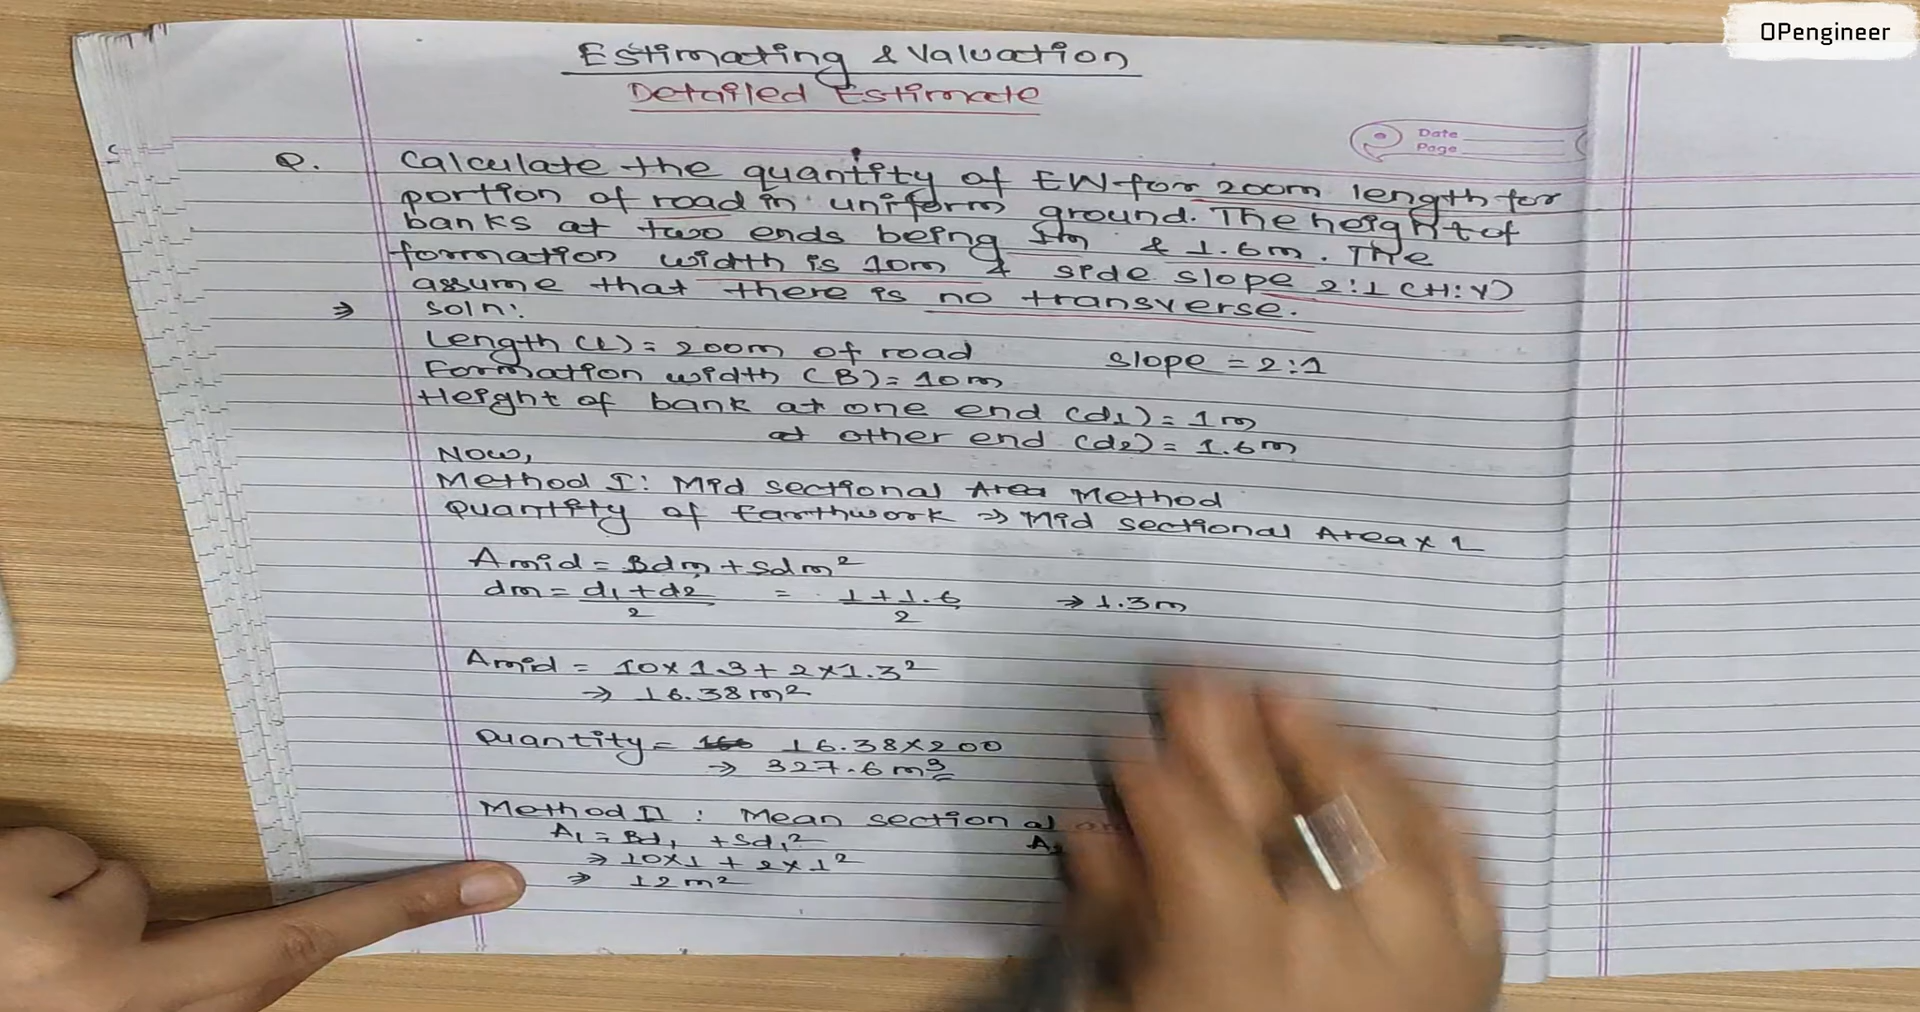 OPengineer
Estimating & Valuation
Detailed Estimate
Date
Page
Q. Calculate the quantity of EW for 200m length for
portion of road in uniform ground. The height of
banks at two ends being 1m & 1.6m. The
formation width is 10m & side slope 2:1 (H:V)
assume that there is no transverse.
⇒ Soln:
Length (L) = 200m of road slope = 2:1
Formation width (B) = 10m
Height of bank at one end (d1) = 1m
at other end (d2) = 1.6m
Now,
Method I: Mid sectional Area Method
Quantity of Earthwork ⇒ Mid sectional Area × L
Amid = Bdm + Sdm²
dm = d1+d2/2 = 1+1.6/2 → 1.3m
Amid = 10×1.3 + 2×1.3²
→ 16.38m²
Quantity = 16.38×200
→ 327.6m³
Method II: Mean sectional
A1 = Bd1 + Sd1²
⇒ 10×1 + 2×1²
⇒ 12m²